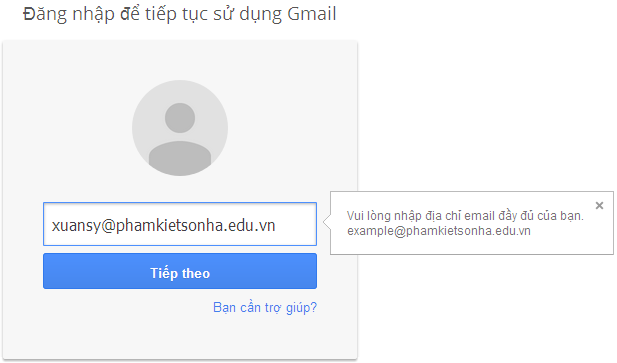 Đăng nhập để tiếp tục sử dụng Gmail
xuansy@phamkietsonha.edu.vn
Vui lòng nhập địa chỉ email đầy đủ của bạn.
example@phamkietsonha.edu.vn
Tiếp theo
Bạn cần trợ giúp?